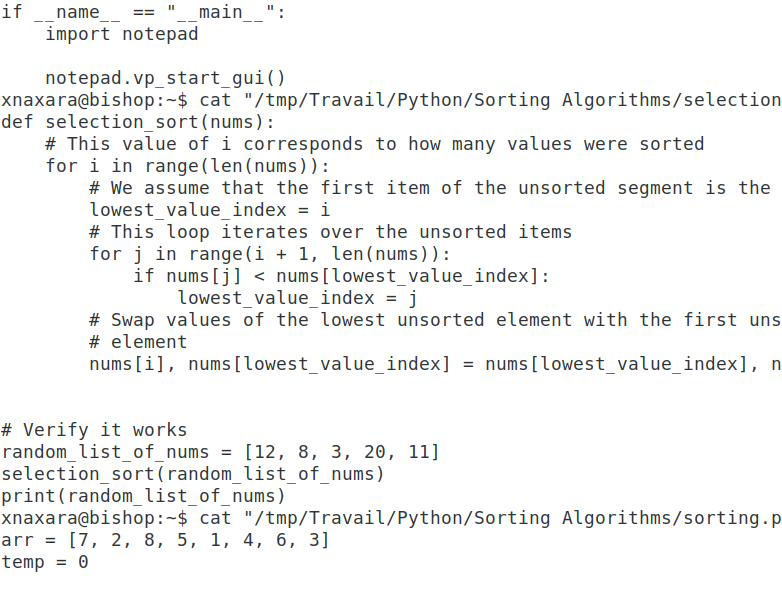 if __name__ == "__main__":
    import notepad

    notepad.vp_start_gui()
xnaxara@bishop:~$ cat "/tmp/Travail/Python/Sorting Algorithms/selection
def selection_sort(nums):
    # This value of i corresponds to how many values were sorted
    for i in range(len(nums)):
        # We assume that the first item of the unsorted segment is the
        lowest_value_index = i
        # This loop iterates over the unsorted items
        for j in range(i + 1, len(nums)):
            if nums[j] < nums[lowest_value_index]:
                lowest_value_index = j
        # Swap values of the lowest unsorted element with the first uns
        # element
        nums[i], nums[lowest_value_index] = nums[lowest_value_index], n


# Verify it works
random_list_of_nums = [12, 8, 3, 20, 11]
selection_sort(random_list_of_nums)
print(random_list_of_nums)
xnaxara@bishop:~$ cat "/tmp/Travail/Python/Sorting Algorithms/sorting.p
arr = [7, 2, 8, 5, 1, 4, 6, 3]
temp = 0